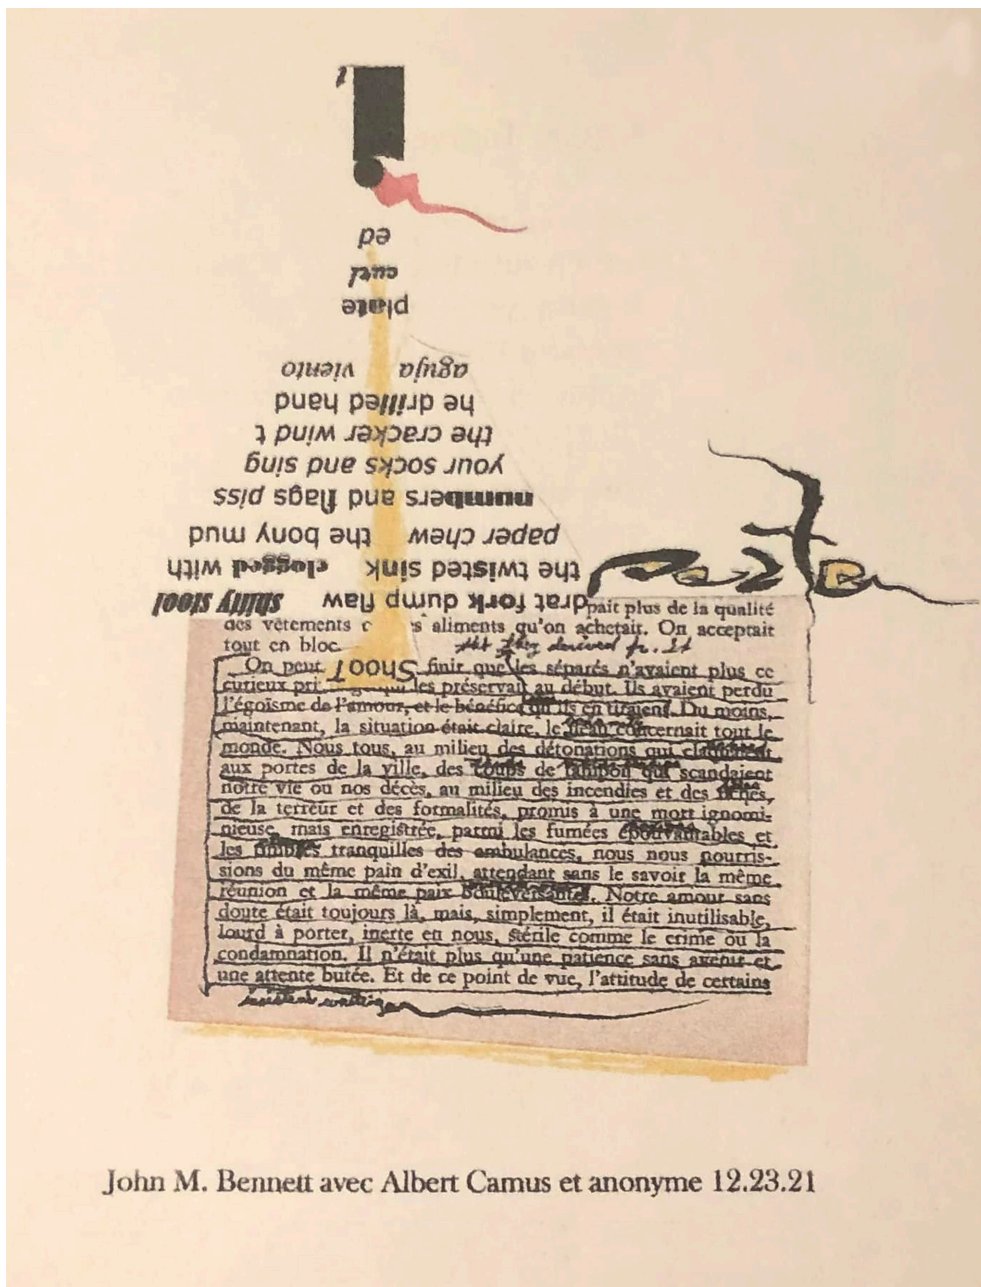 ShooT
drat fork dump flaw shitty stool
the twisted sink clogged with
paper chew the bony mud
numbers and flags piss
your socks and sing
the cracker wind t
he drilled hand
aguja viento
plate
curl
ed
t
pait plus de la qualité
des vêtements aliments qu'on achetait. On acceptait
tout en bloc.
that they derived fr. it
On peut finir que les séparés n'avaient plus ce
curieux pri les préservait au début. Ils avaient perdu
l'égoïsme de l'amour, et le bénéfice qu'ils en tiraient. Du moins,
maintenant, la situation était claire, le fléau concernait tout le
monde. Nous tous, au milieu des détonations qui claquaient
aux portes de la ville, des coups de tampon qui scandaient
notre vie ou nos décès, au milieu des incendies et des fiches,
de la terreur et des formalités, promis à une mort ignomi-
nieuse, mais enregistrée, parmi les fumées épouvantables et
les timbres tranquilles des ambulances, nous nous nourris-
sions du même pain d'exil, attendant sans le savoir la même
réunion et la même paix bouleversantes. Notre amour sans
doute était toujours là, mais, simplement, il était inutilisable,
lourd à porter, inerte en nous, stérile comme le crime ou la
condamnation. Il n'était plus qu'une patience sans avenir et
une attente butée. Et de ce point de vue, l'attitude de certains
insistent waiting
John M. Bennett avec Albert Camus et anonyme 12.23.21